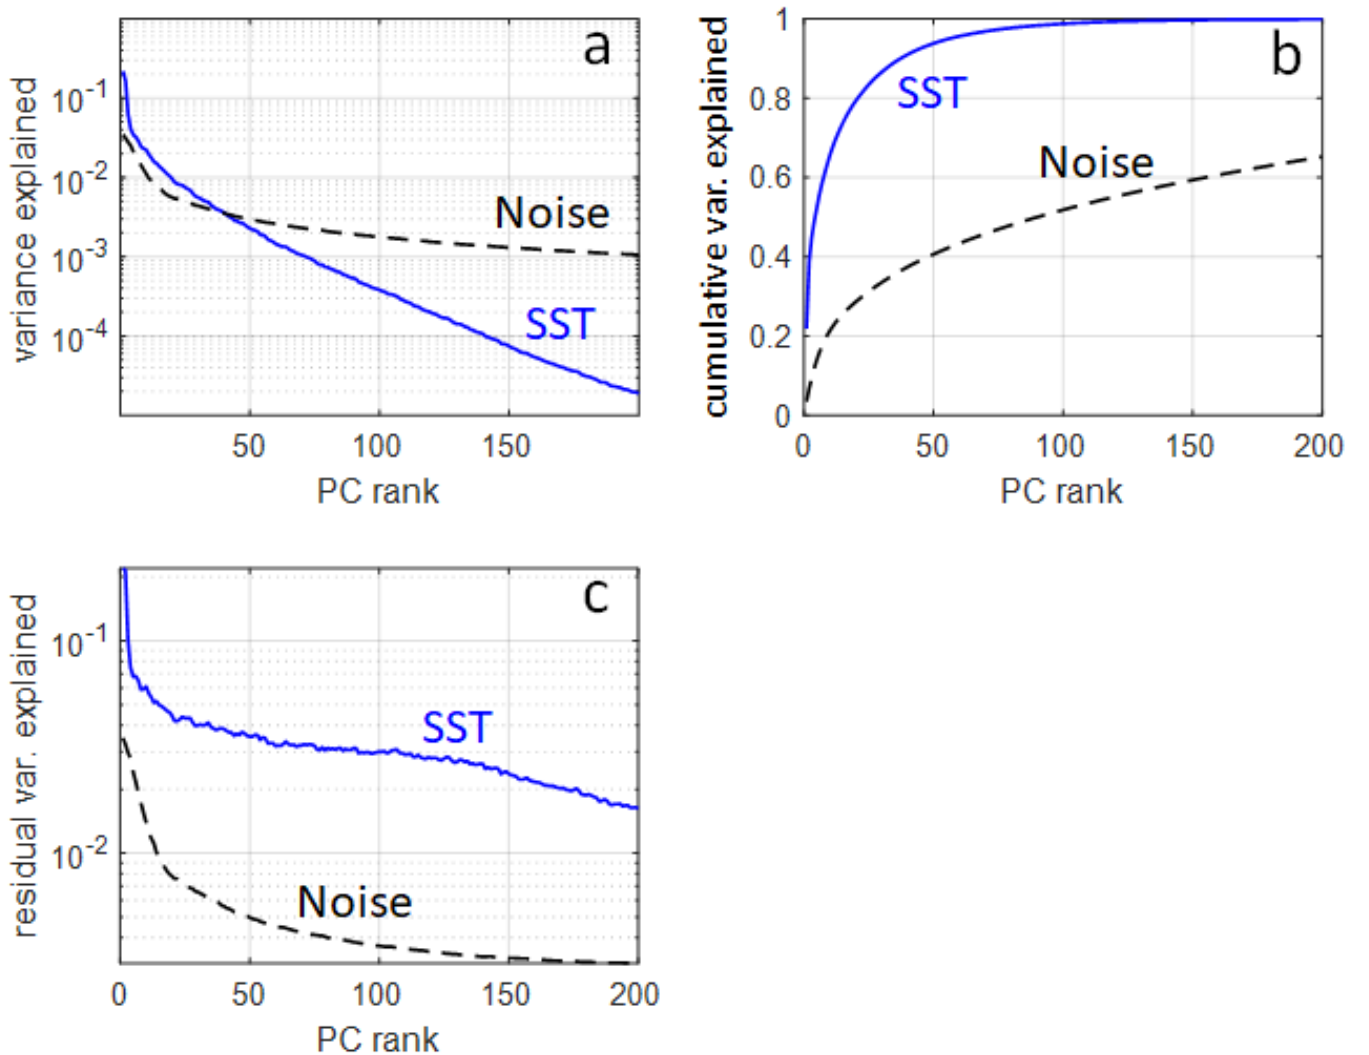 a
variance explained
10-1
10-2
10-3
10-4
Noise
SST
50
100
150
PC rank
b
cumulative var. explained
1
0.8
0.6
0.4
0.2
0
SST
Noise
0
50
100
150
200
PC rank
c
residual var. explained
10-1
10-2
SST
Noise
0
50
100
150
200
PC rank